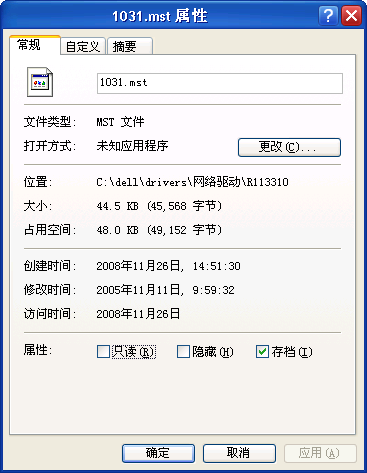 1031.mst 属性
常规 自定义 摘要
1031.mst
文件类型: MST 文件
打开方式: 未知应用程序 更改(C)...
位置: C:\dell\drivers\网络驱动\R113310
大小: 44.5 KB (45,568 字节)
占用空间: 48.0 KB (49,152 字节)
创建时间: 2008年11月26日, 14:51:30
修改时间: 2005年11月11日, 9:59:32
访问时间: 2008年11月26日
属性: 只读(R) 隐藏(H) 存档(I)
确定 取消 应用(A)